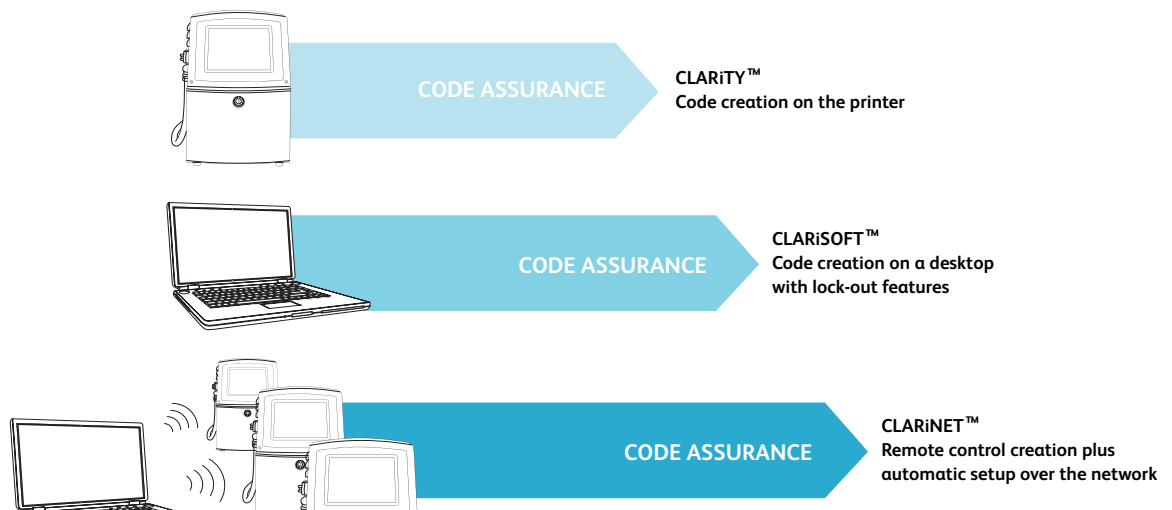 CODE ASSURANCE
CLARiTY™
Code creation on the printer
CODE ASSURANCE
CLARiSOFT™
Code creation on a desktop
with lock-out features
CODE ASSURANCE
CLARiNET™
Remote control creation plus
automatic setup over the network